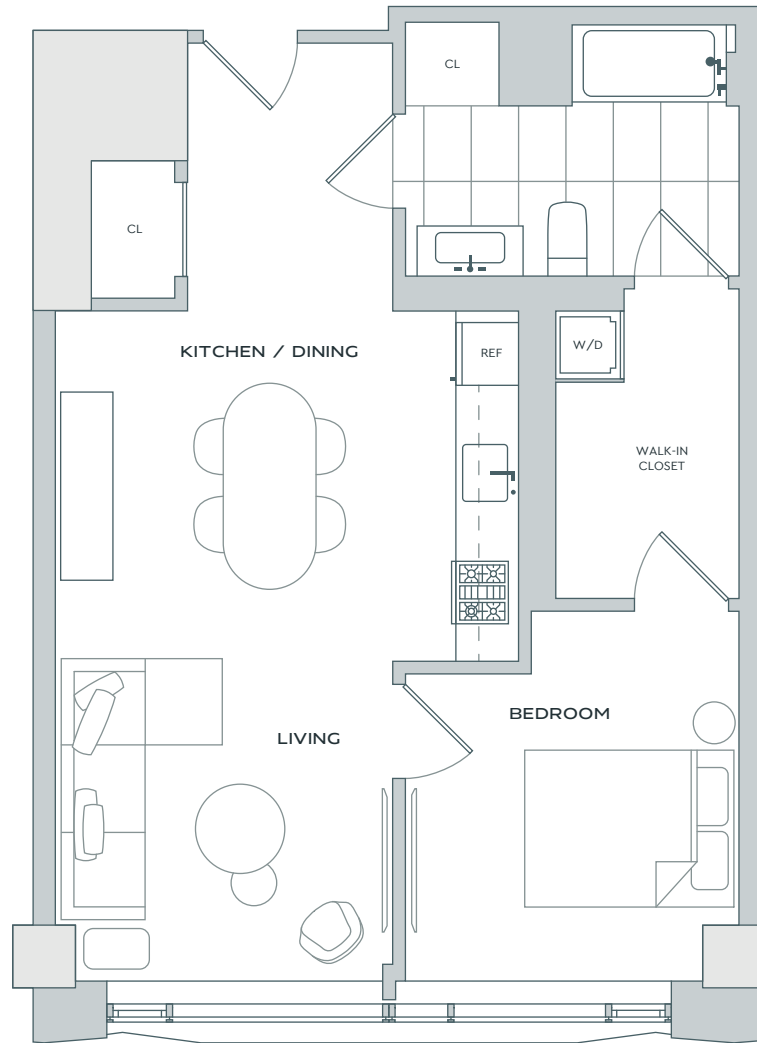 CL
CL
KITCHEN / DINING
REF
W/D
WALK-IN
CLOSET
BEDROOM
LIVING